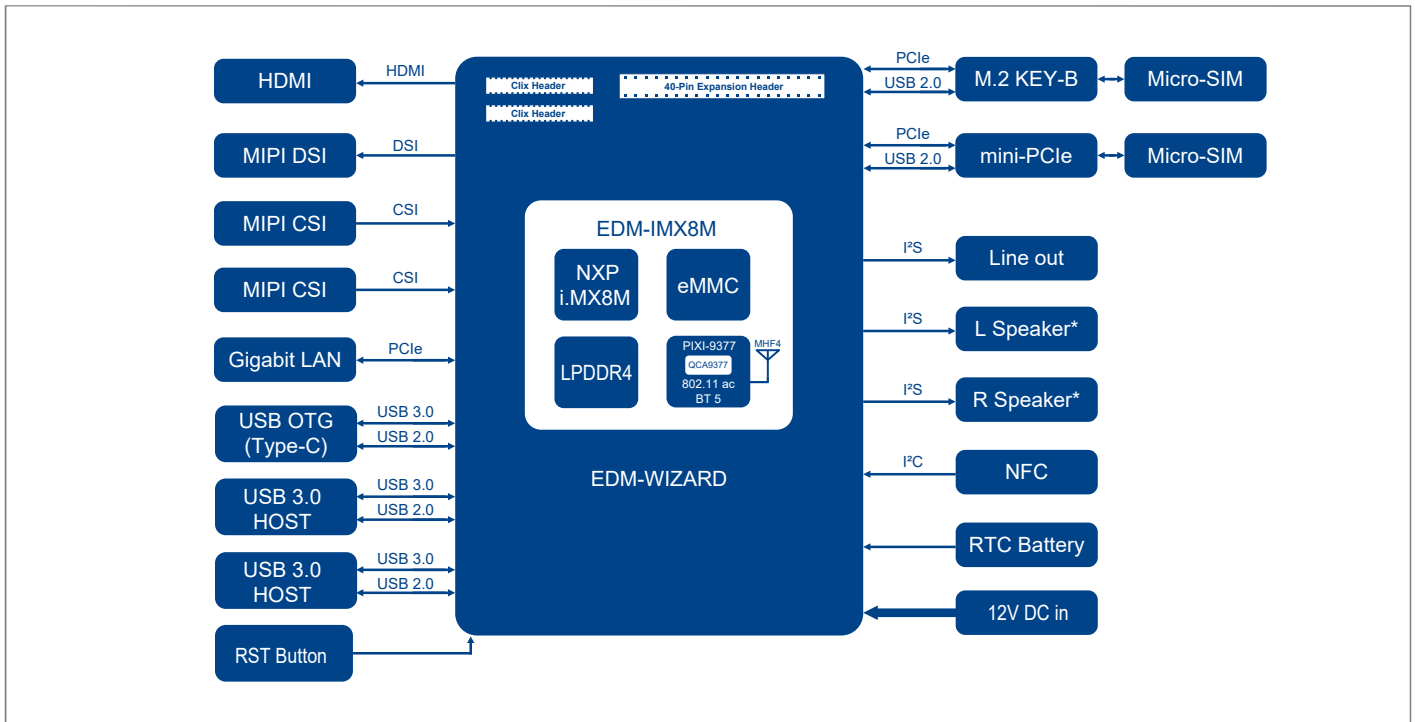 HDMI
HDMI
MIPI DSI
DSI
MIPI CSI
CSI
MIPI CSI
CSI
Gigabit LAN
PCIe
USB OTG
(Type-C)
USB 3.0
USB 2.0
USB 3.0
HOST
USB 3.0
USB 2.0
USB 3.0
HOST
USB 3.0
USB 2.0
RST Button
Clix Header
Clix Header
40-Pin Expansion Header
EDM-IMX8M
NXP
i.MX8M
eMMC
LPDDR4
PIXI-9377
QCA9377
802.11 ac
BT 5
MHF4
EDM-WIZARD
PCIe
USB 2.0
M.2 KEY-B
Micro-SIM
PCIe
USB 2.0
mini-PCIe
Micro-SIM
I²S
Line out
I²S
L Speaker*
I²S
R Speaker*
I²C
NFC
RTC Battery
12V DC in